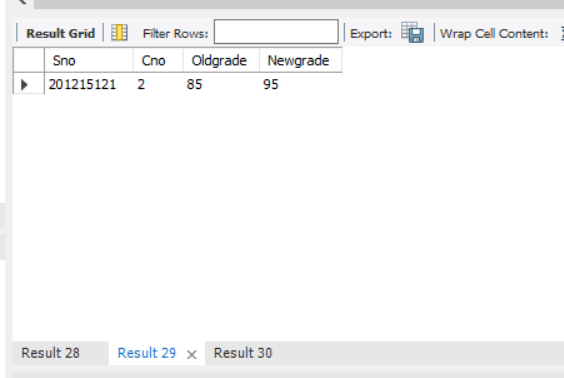 Result Grid Filter Rows: Export: Wrap Cell Content:
Sno Cno Oldgrade Newgrade
201215121 2 85 95
Result 28 Result 29 Result 30